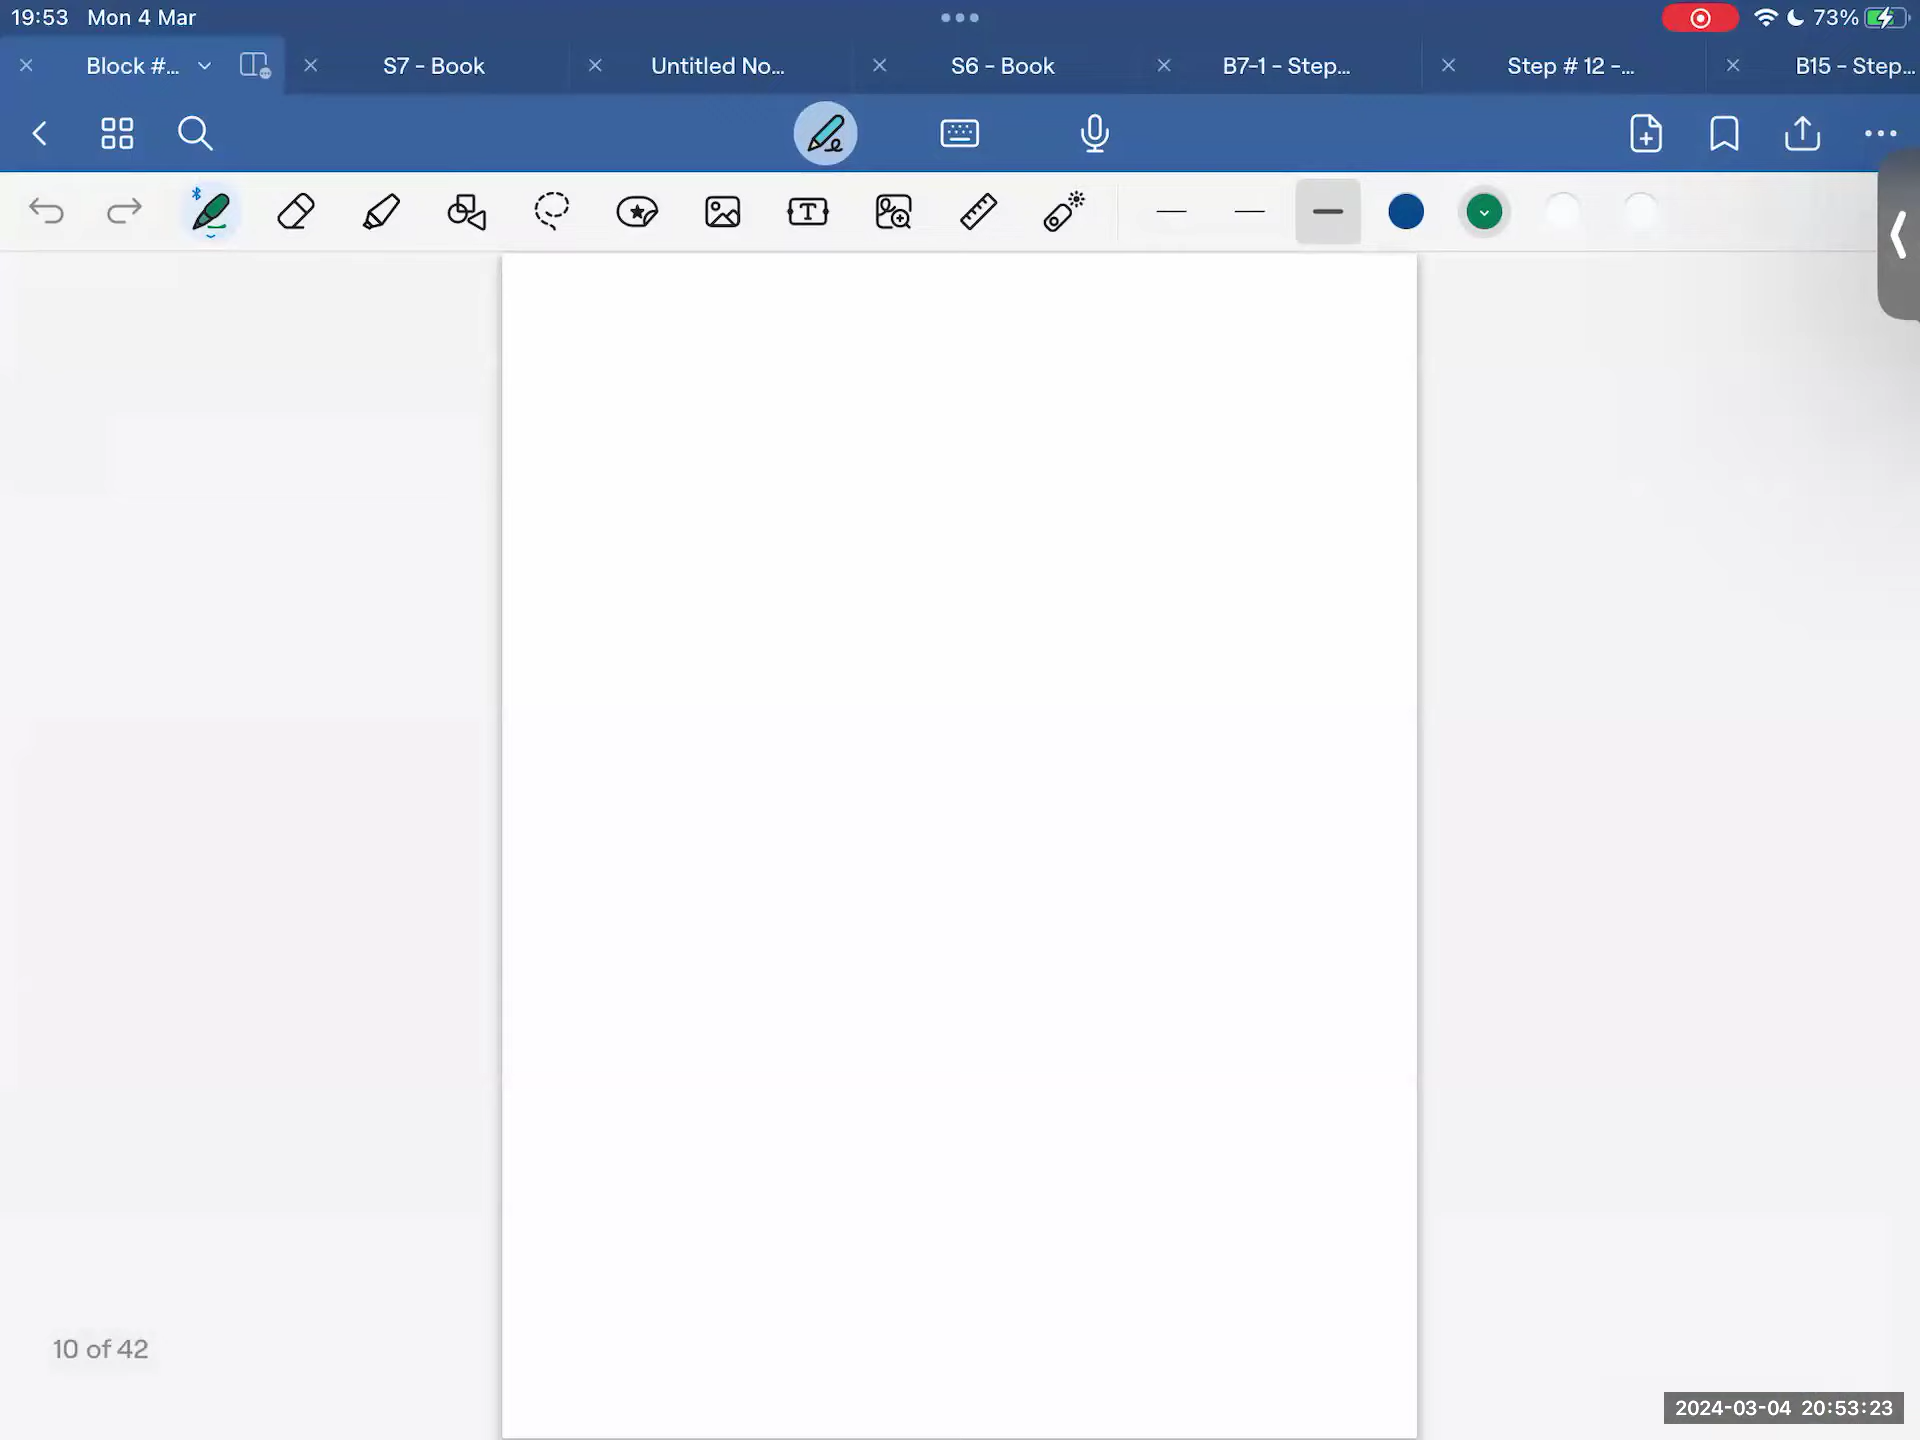 19:53 Mon 4 Mar 73%
Block #... S7 - Book Untitled No... S6 - Book B7-1 - Step... Step # 12 -... B15 - Step...
10 of 42
2024-03-04 20:53:23